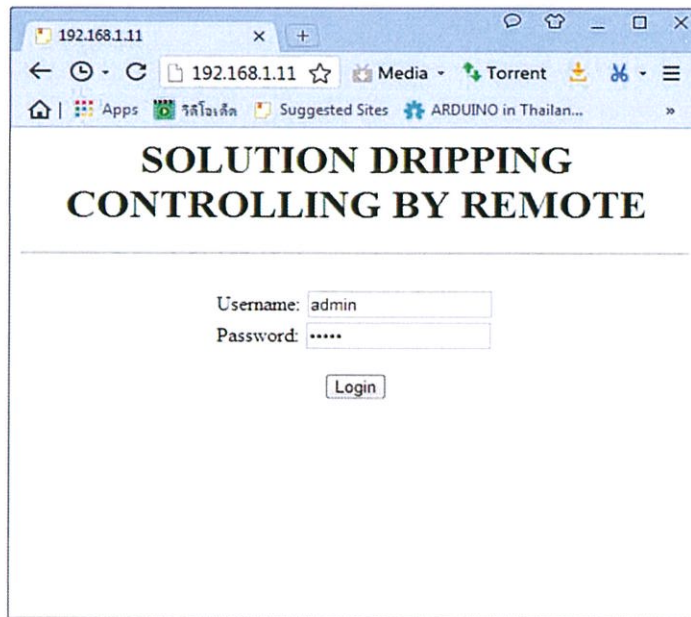 192.168.1.11
192.168.1.11 Media Torrent
Apps วิดีโอเด็ด Suggested Sites ARDUINO in Thailan...
SOLUTION DRIPPING
CONTROLLING BY REMOTE
Username: admin
Password: •••••
Login